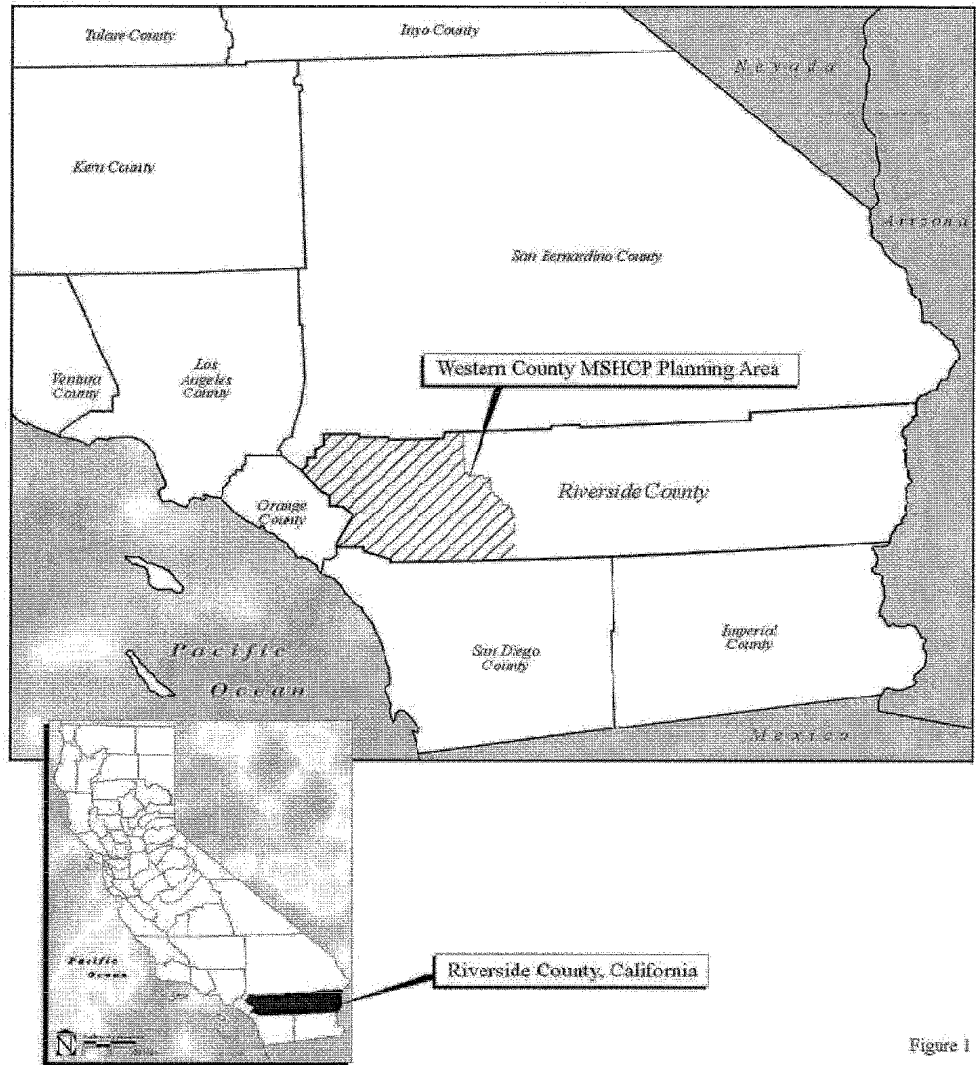 Tulare County
Inyo County
Nevada
Kern County
Arizona
San Bernardino County
Western County MSHCP Planning Area
Ventura
County
Los
Angeles
County
Riverside County
Orange
County
Pacific
Ocean
San Diego
County
Imperial
County
Mexico
Pacific
Ocean
Riverside County, California
N
Figure 1